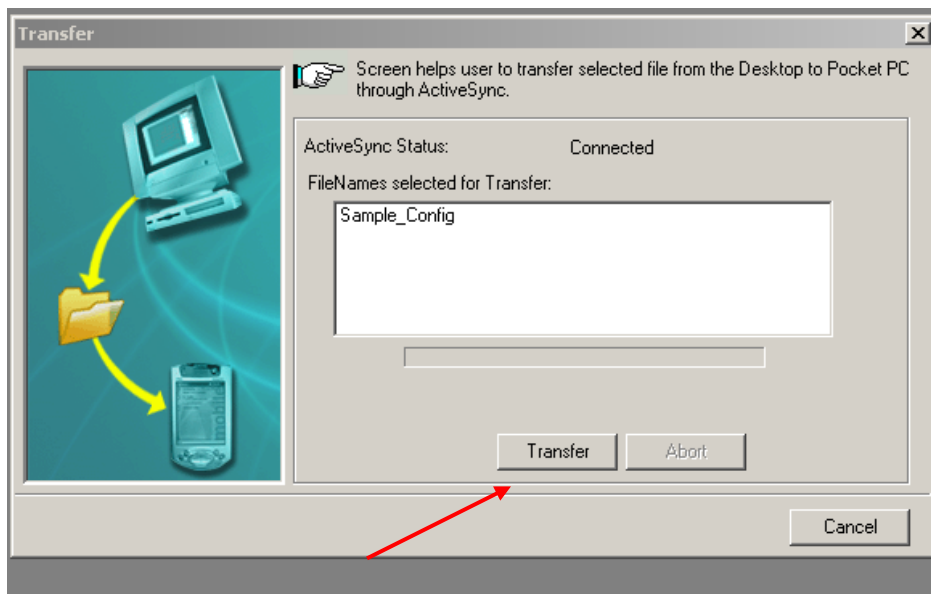 Transfer
Screen helps user to transfer selected file from the Desktop to Pocket PC
through ActiveSync.
ActiveSync Status: Connected
FileNames selected for Transfer:
Sample_Config
mobile
Transfer Abort
Cancel